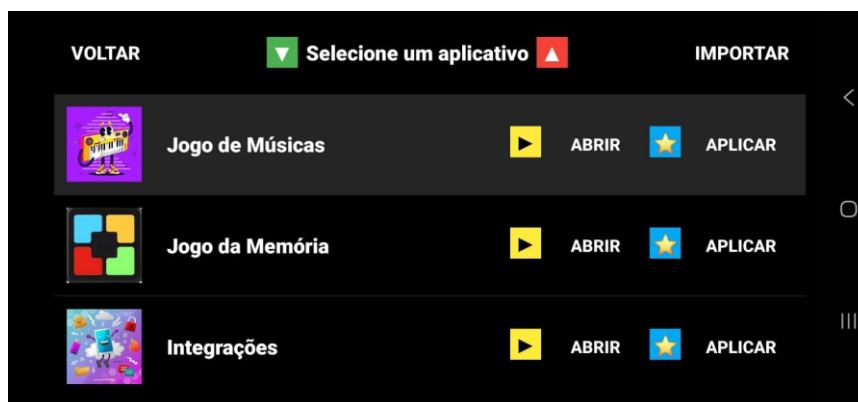 VOLTAR Selecione um aplicativo IMPORTAR
Jogo de Músicas ABRIR APLICAR
Jogo da Memória ABRIR APLICAR
Integrações ABRIR APLICAR